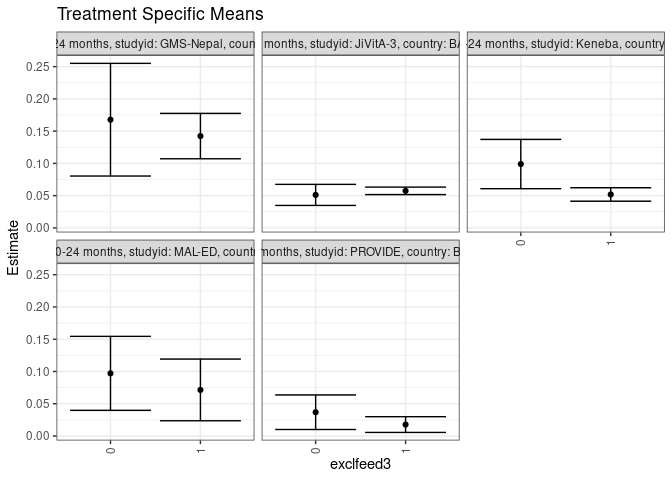 Treatment Specific Means
24 months, studyid: GMS-Nepal, coun
months, studyid: JiVitA-3, country: BA
-24 months, studyid: Keneba, country
0.25
0.20
0.15
0.10
0.05
0.00
0
1
0-24 months, studyid: MAL-ED, countr
months, studyid: PROVIDE, country: B
0.25
0.20
0.15
0.10
0.05
0.00
0
1
0
1
Estimate
exclfeed3